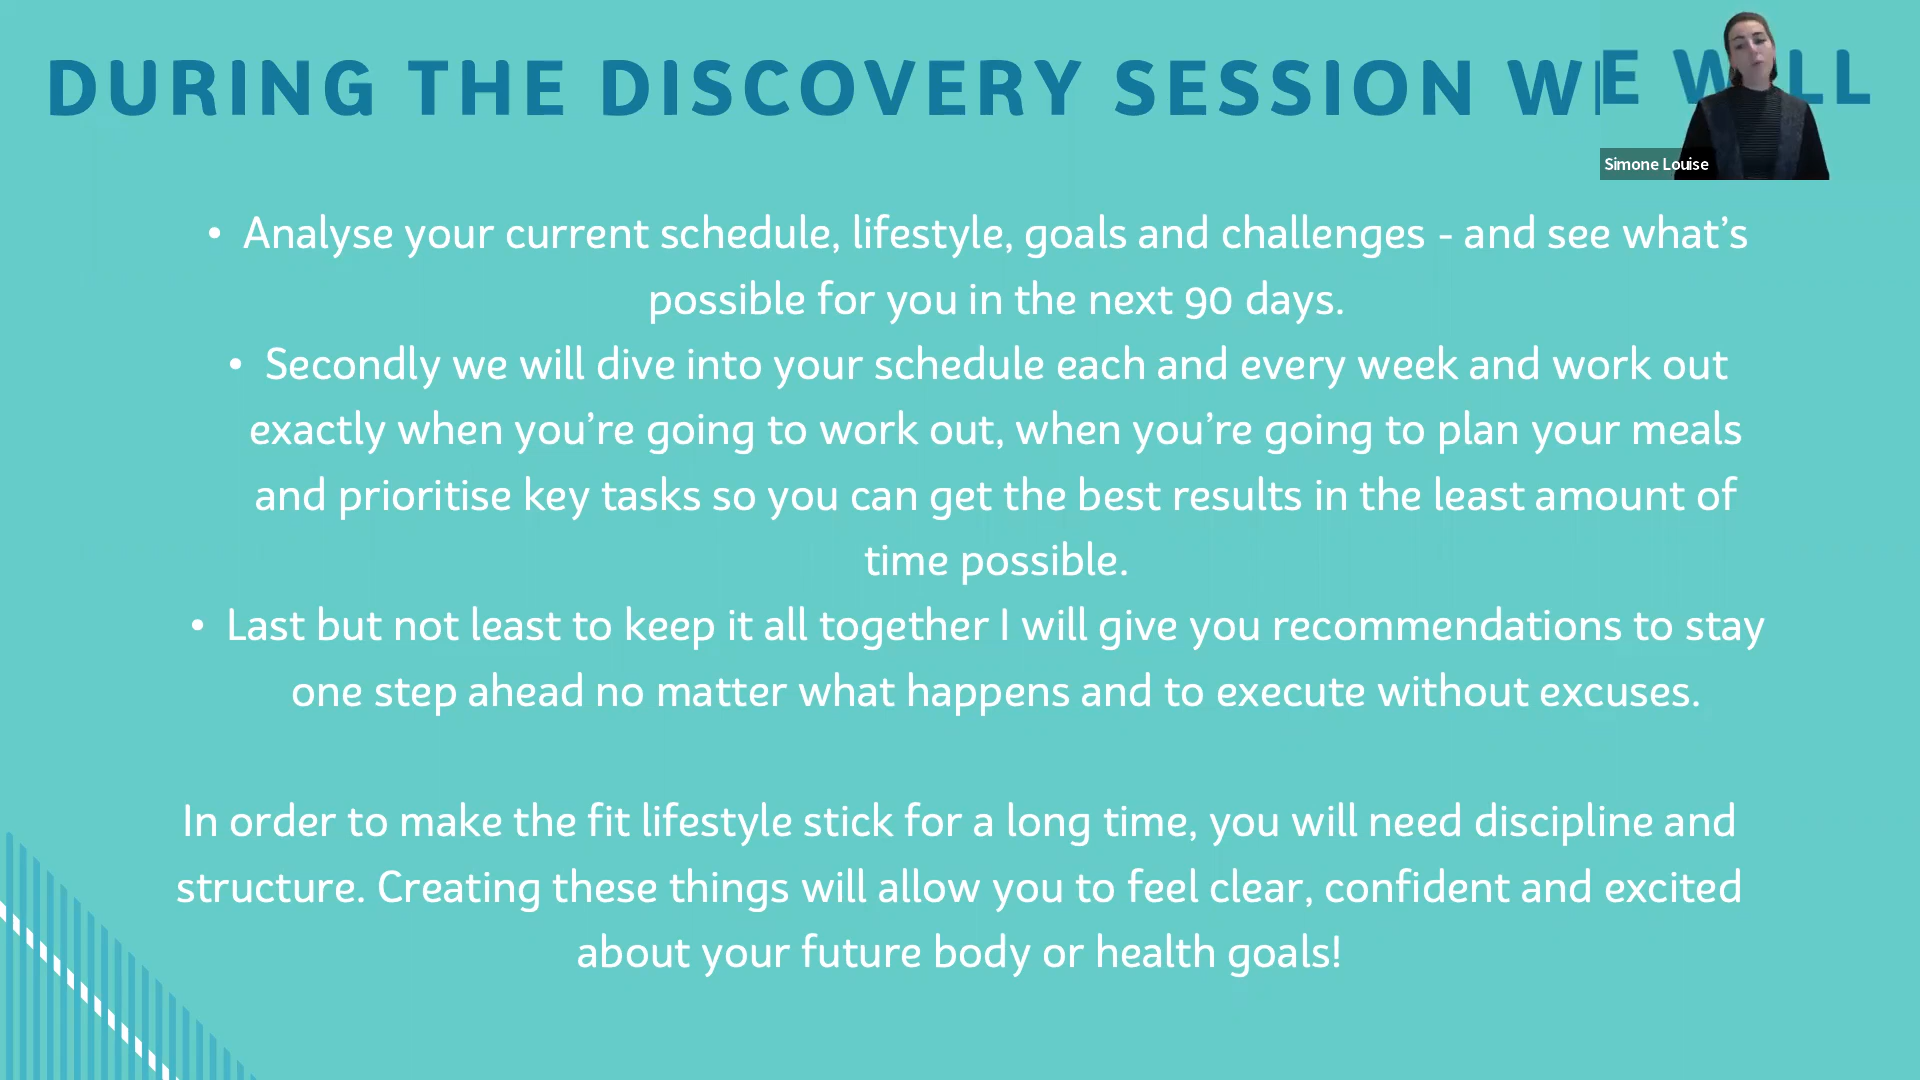 DURING THE DISCOVERY SESSION WE WILL
Simone Louise
• Analyse your current schedule, lifestyle, goals and challenges - and see what’s
possible for you in the next 90 days.
• Secondly we will dive into your schedule each and every week and work out
exactly when you’re going to work out, when you’re going to plan your meals
and prioritise key tasks so you can get the best results in the least amount of
time possible.
• Last but not least to keep it all together I will give you recommendations to stay
one step ahead no matter what happens and to execute without excuses.
In order to make the fit lifestyle stick for a long time, you will need discipline and
structure. Creating these things will allow you to feel clear, confident and excited
about your future body or health goals!